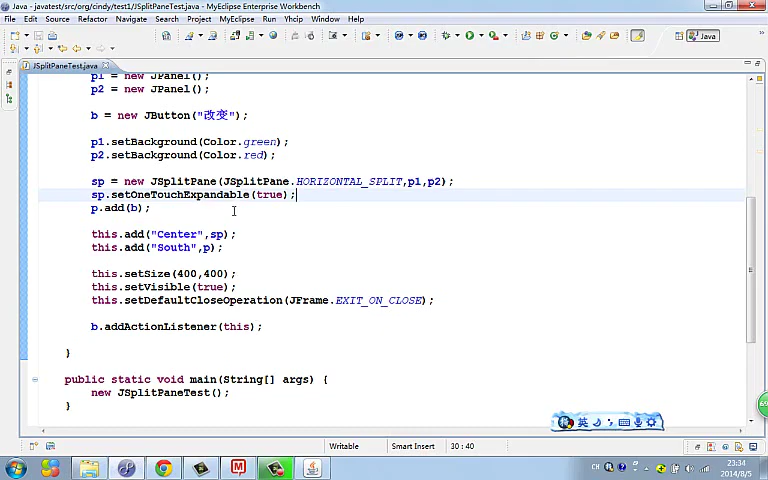 Java - javatest/src/org/cindy/test1/JSplitPaneTest.java - MyEclipse Enterprise Workbench
File Edit Source Refactor Navigate Search Project MyEclipse Run Yhcip Window Help
Java
JSplitPaneTest.java
p1 = new JPanel();
p2 = new JPanel();
b = new JButton("改变");
p1.setBackground(Color.green);
p2.setBackground(Color.red);
sp = new JSplitPane(JSplitPane.HORIZONTAL_SPLIT,p1,p2);
sp.setOneTouchExpandable(true);
p.add(b);
this.add("Center",sp);
this.add("South",p);
this.setSize(400,400);
this.setVisible(true);
this.setDefaultCloseOperation(JFrame.EXIT_ON_CLOSE);
b.addActionListener(this);
}
public static void main(String[] args) {
new JSplitPaneTest();
}
英
Writable Smart Insert 30 : 40
CH
23:34
2014/8/5